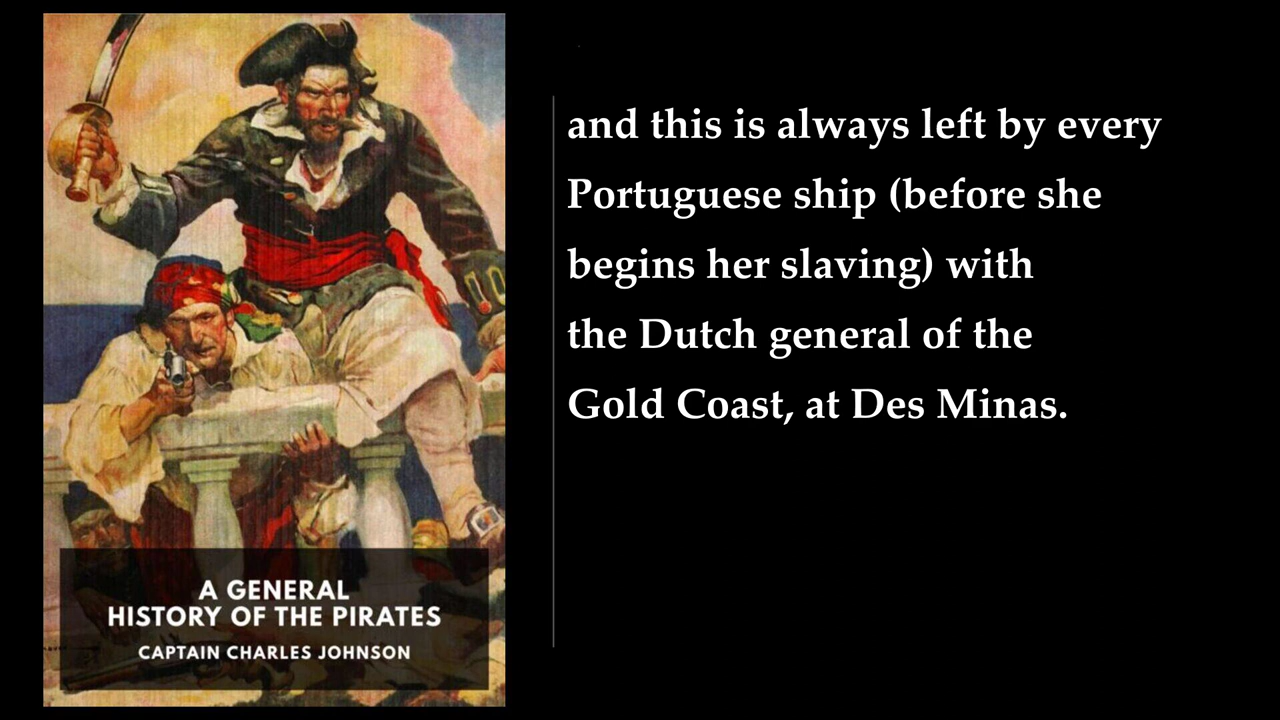 A GENERAL
HISTORY OF THE PIRATES
CAPTAIN CHARLES JOHNSON
and this is always left by every
Portuguese ship (before she
begins her slaving) with
the Dutch general of the
Gold Coast, at Des Minas.